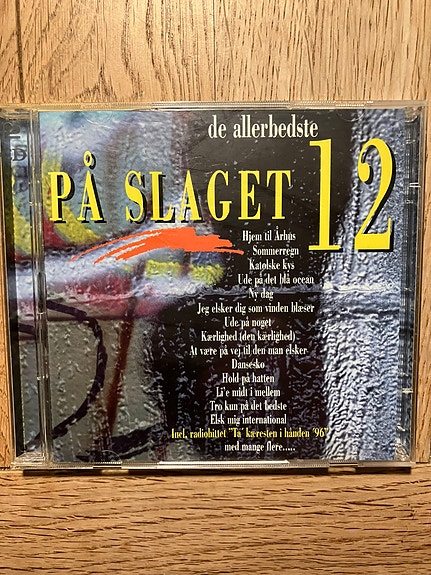 de allerbedste
PÅ SLAGET 12
Hjem til Århus
Sommerregn
Katolske kys
Ude på det blå ocean
Ny dag
Jeg elsker dig som vinden blæser
Ude på noget
Kærlighed (den kærlighed)
At være på vej til den man elsker
Dansesko
Hold på hatten
Li'e midt i mellem
Tro kun på det bedste
Elsk mig international
Incl. radiohittet "Ta' kæresten i hånden '96"
med mange flere.....